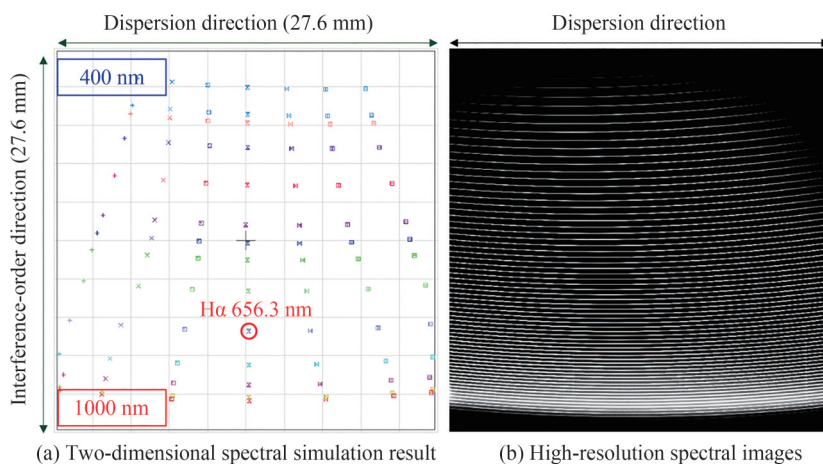 Dispersion direction (27.6 mm)
Dispersion direction
Interference-order direction (27.6 mm)
400 nm
Hα 656.3 nm
1000 nm
(a) Two-dimensional spectral simulation result
(b) High-resolution spectral images